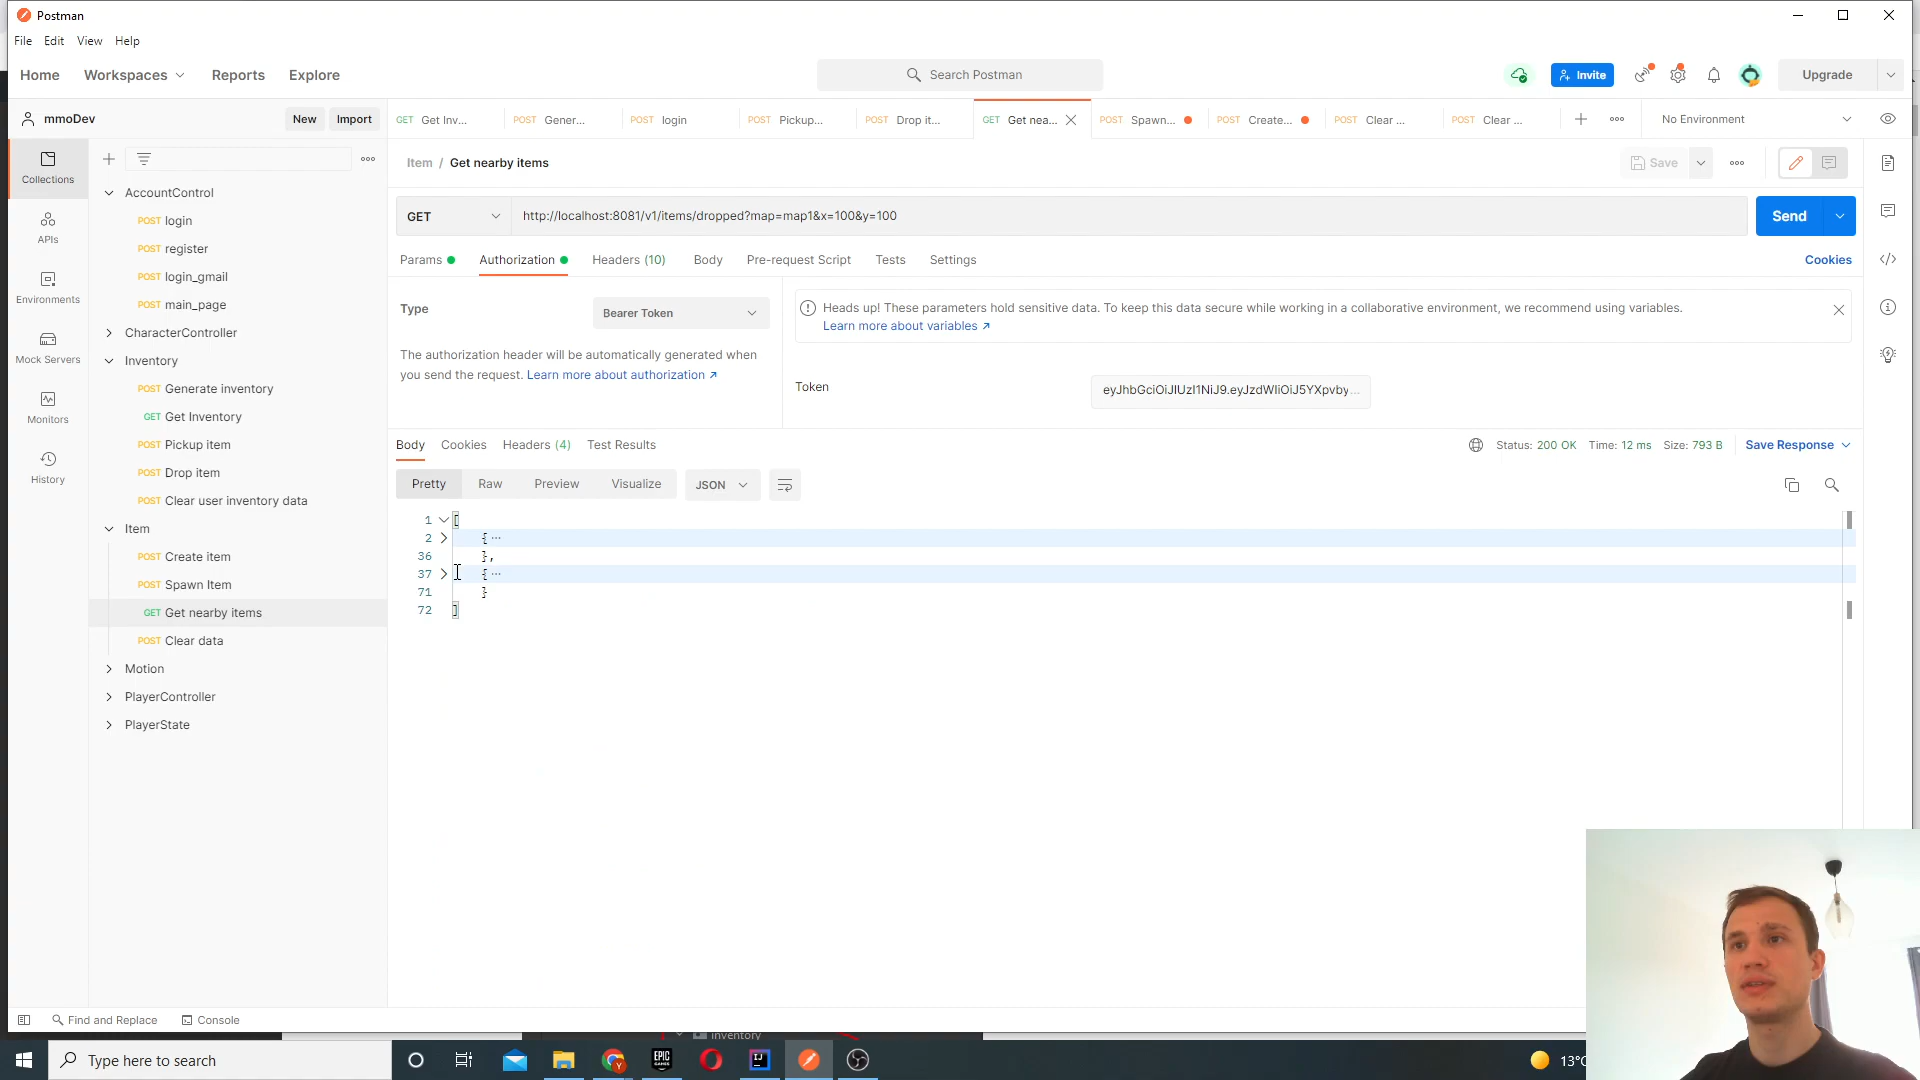 Postman
File Edit View Help
Home Workspaces Reports Explore
Search Postman
Invite
Upgrade
mmoDev
New Import
GET Get Inv...
POST Gener...
POST login
POST Pickup...
POST Drop it...
GET Get nea...
POST Spawn...
POST Create...
POST Clear ...
POST Clear ...
No Environment
Collections
APIs
Environments
Mock Servers
Monitors
History
AccountControl
POST login
POST register
POST login_gmail
POST main_page
CharacterController
Inventory
POST Generate inventory
GET Get Inventory
POST Pickup item
POST Drop item
POST Clear user inventory data
Item
POST Create item
POST Spawn Item
GET Get nearby items
POST Clear data
Motion
PlayerController
PlayerState
Item / Get nearby items
Save
GET
http://localhost:8081/v1/items/dropped?map=map1&x=100&y=100
Send
Params Authorization Headers (10) Body Pre-request Script Tests Settings
Cookies
Type
Bearer Token
The authorization header will be automatically generated when
you send the request. Learn more about authorization ↗
Heads up! These parameters hold sensitive data. To keep this data secure while working in a collaborative environment, we recommend using variables.
Learn more about variables ↗
Token
eyJhbGciOiJIUzI1NiJ9.eyJzdWIiOiJ5YXpvby...
Body Cookies Headers (4) Test Results
Status: 200 OK Time: 12 ms Size: 793 B Save Response
Pretty Raw Preview Visualize JSON
1 [
2 { ...
36 },
37 { ...
71 }
72 ]
Find and Replace Console
Inventory
Type here to search
EPIC GAMES
IJ
13°C